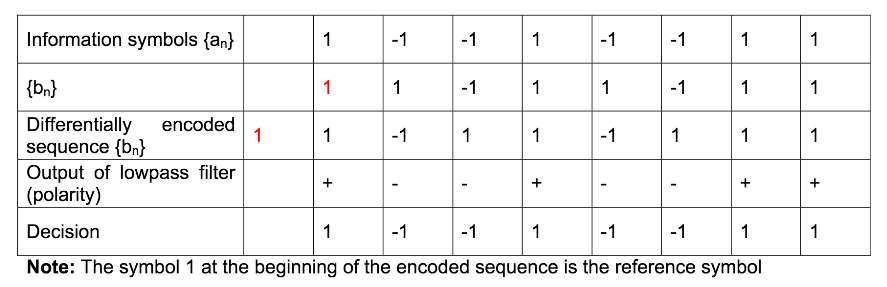 Information symbols {aₙ} 1 -1 -1 1 -1 -1 1 1
{bₙ} 1 1 -1 1 1 -1 1 1
Differentially encoded
sequence {bₙ} 1 1 -1 1 1 -1 1 1 1
Output of lowpass filter
(polarity) + - - + - - + +
Decision 1 -1 -1 1 -1 -1 1 1
Note: The symbol 1 at the beginning of the encoded sequence is the reference symbol